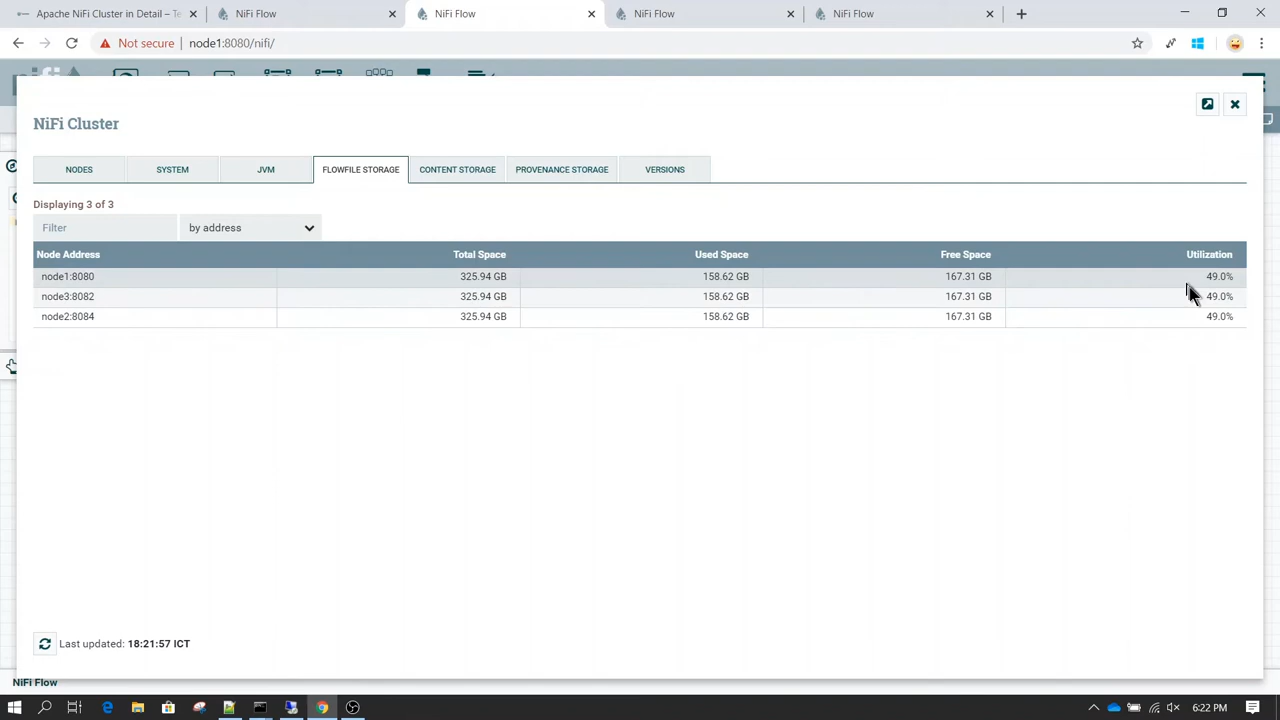 Apache NiFi Cluster in Detail – Te
NiFi Flow
NiFi Flow
NiFi Flow
NiFi Flow
Not secure
node1:8080/nifi/
NiFi Cluster
NODES
SYSTEM
JVM
FLOWFILE STORAGE
CONTENT STORAGE
PROVENANCE STORAGE
VERSIONS
Displaying 3 of 3
Filter
by address
Node Address Total Space Used Space Free Space Utilization
node1:8080 325.94 GB 158.62 GB 167.31 GB 49.0%
node3:8082 325.94 GB 158.62 GB 167.31 GB 49.0%
node2:8084 325.94 GB 158.62 GB 167.31 GB 49.0%
Last updated: 18:21:57 ICT
NiFi Flow
6:22 PM